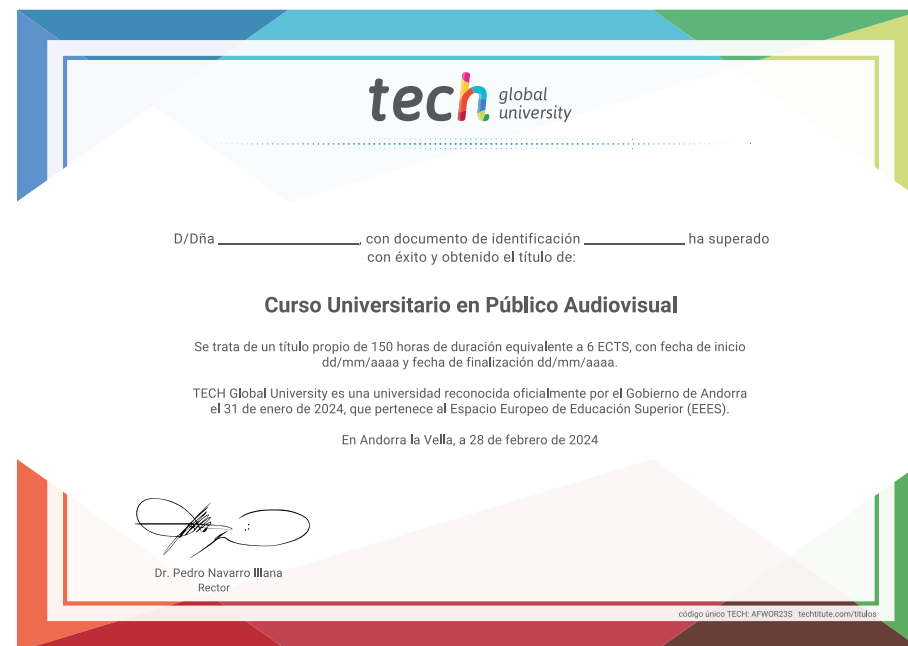 tech global university
D/Dña ____________________, con documento de identificación ______________ ha superado
con éxito y obtenido el título de:
Curso Universitario en Público Audiovisual
Se trata de un título propio de 150 horas de duración equivalente a 6 ECTS, con fecha de inicio
dd/mm/aaaa y fecha de finalización dd/mm/aaaa.
TECH Global University es una universidad reconocida oficialmente por el Gobierno de Andorra
el 31 de enero de 2024, que pertenece al Espacio Europeo de Educación Superior (EEES).
En Andorra la Vella, a 28 de febrero de 2024
Dr. Pedro Navarro Illana
Rector
código único TECH: AFWOR23S techtitute.com/titulos